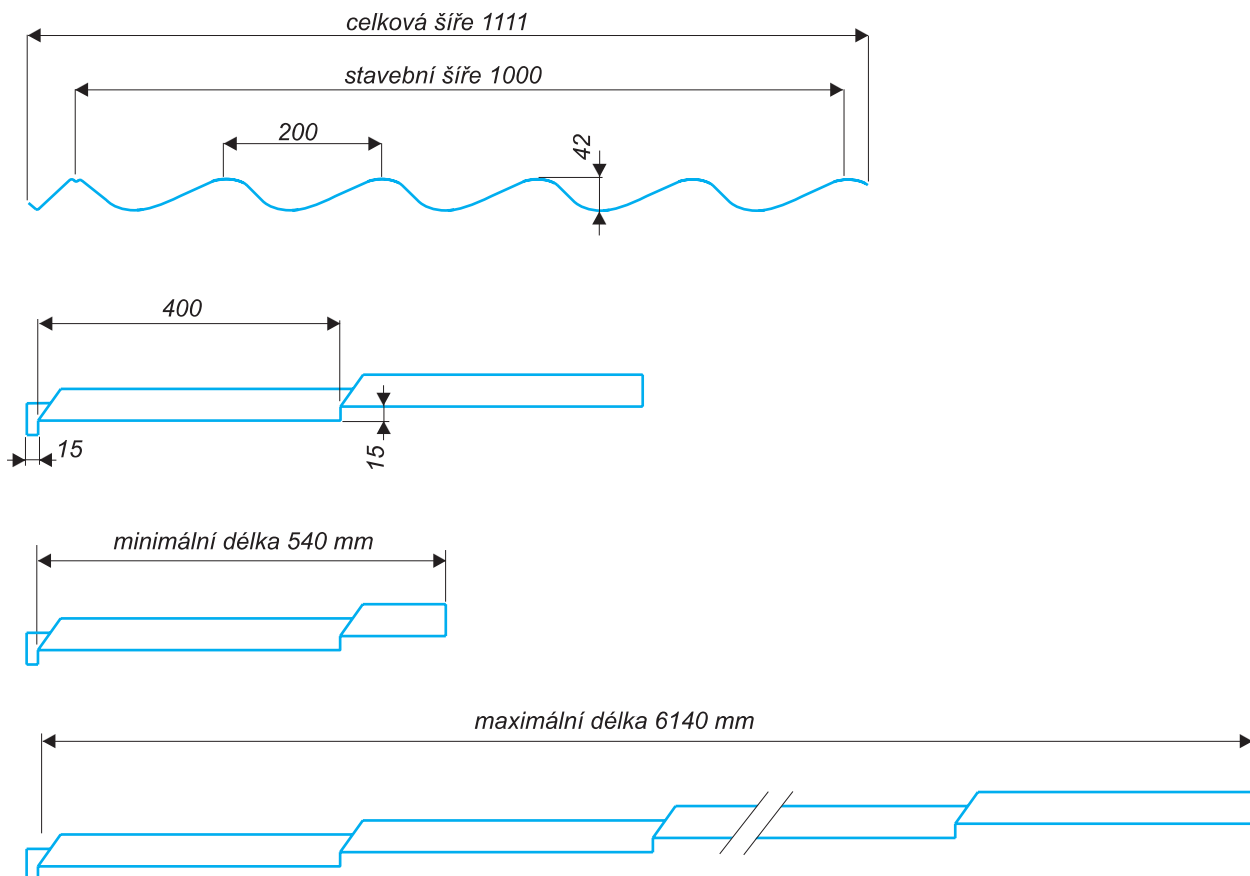 celková šíře 1111
stavební šíře 1000
200
42
400
15
15
minimální délka 540 mm
maximální délka 6140 mm